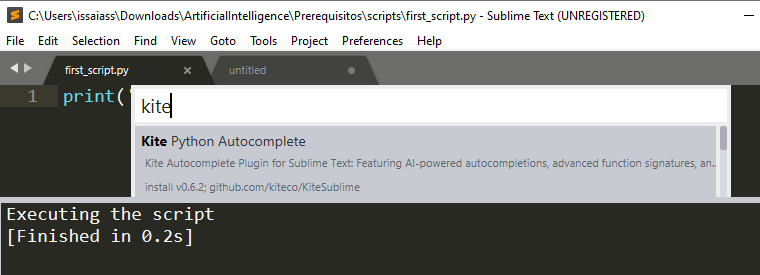 C:\Users\issaiass\Downloads\ArtificialIntelligence\Prerequisitos\scripts\first_script.py - Sublime Text (UNREGISTERED)
File Edit Selection Find View Goto Tools Project Preferences Help
first_script.py × untitled
1 print('
kite
Kite Python Autocomplete
Kite Autocomplete Plugin for Sublime Text: Featuring AI-powered autocompletions, advanced function signatures, an...
install v0.6.2; github.com/kiteco/KiteSublime
Executing the script
[Finished in 0.2s]